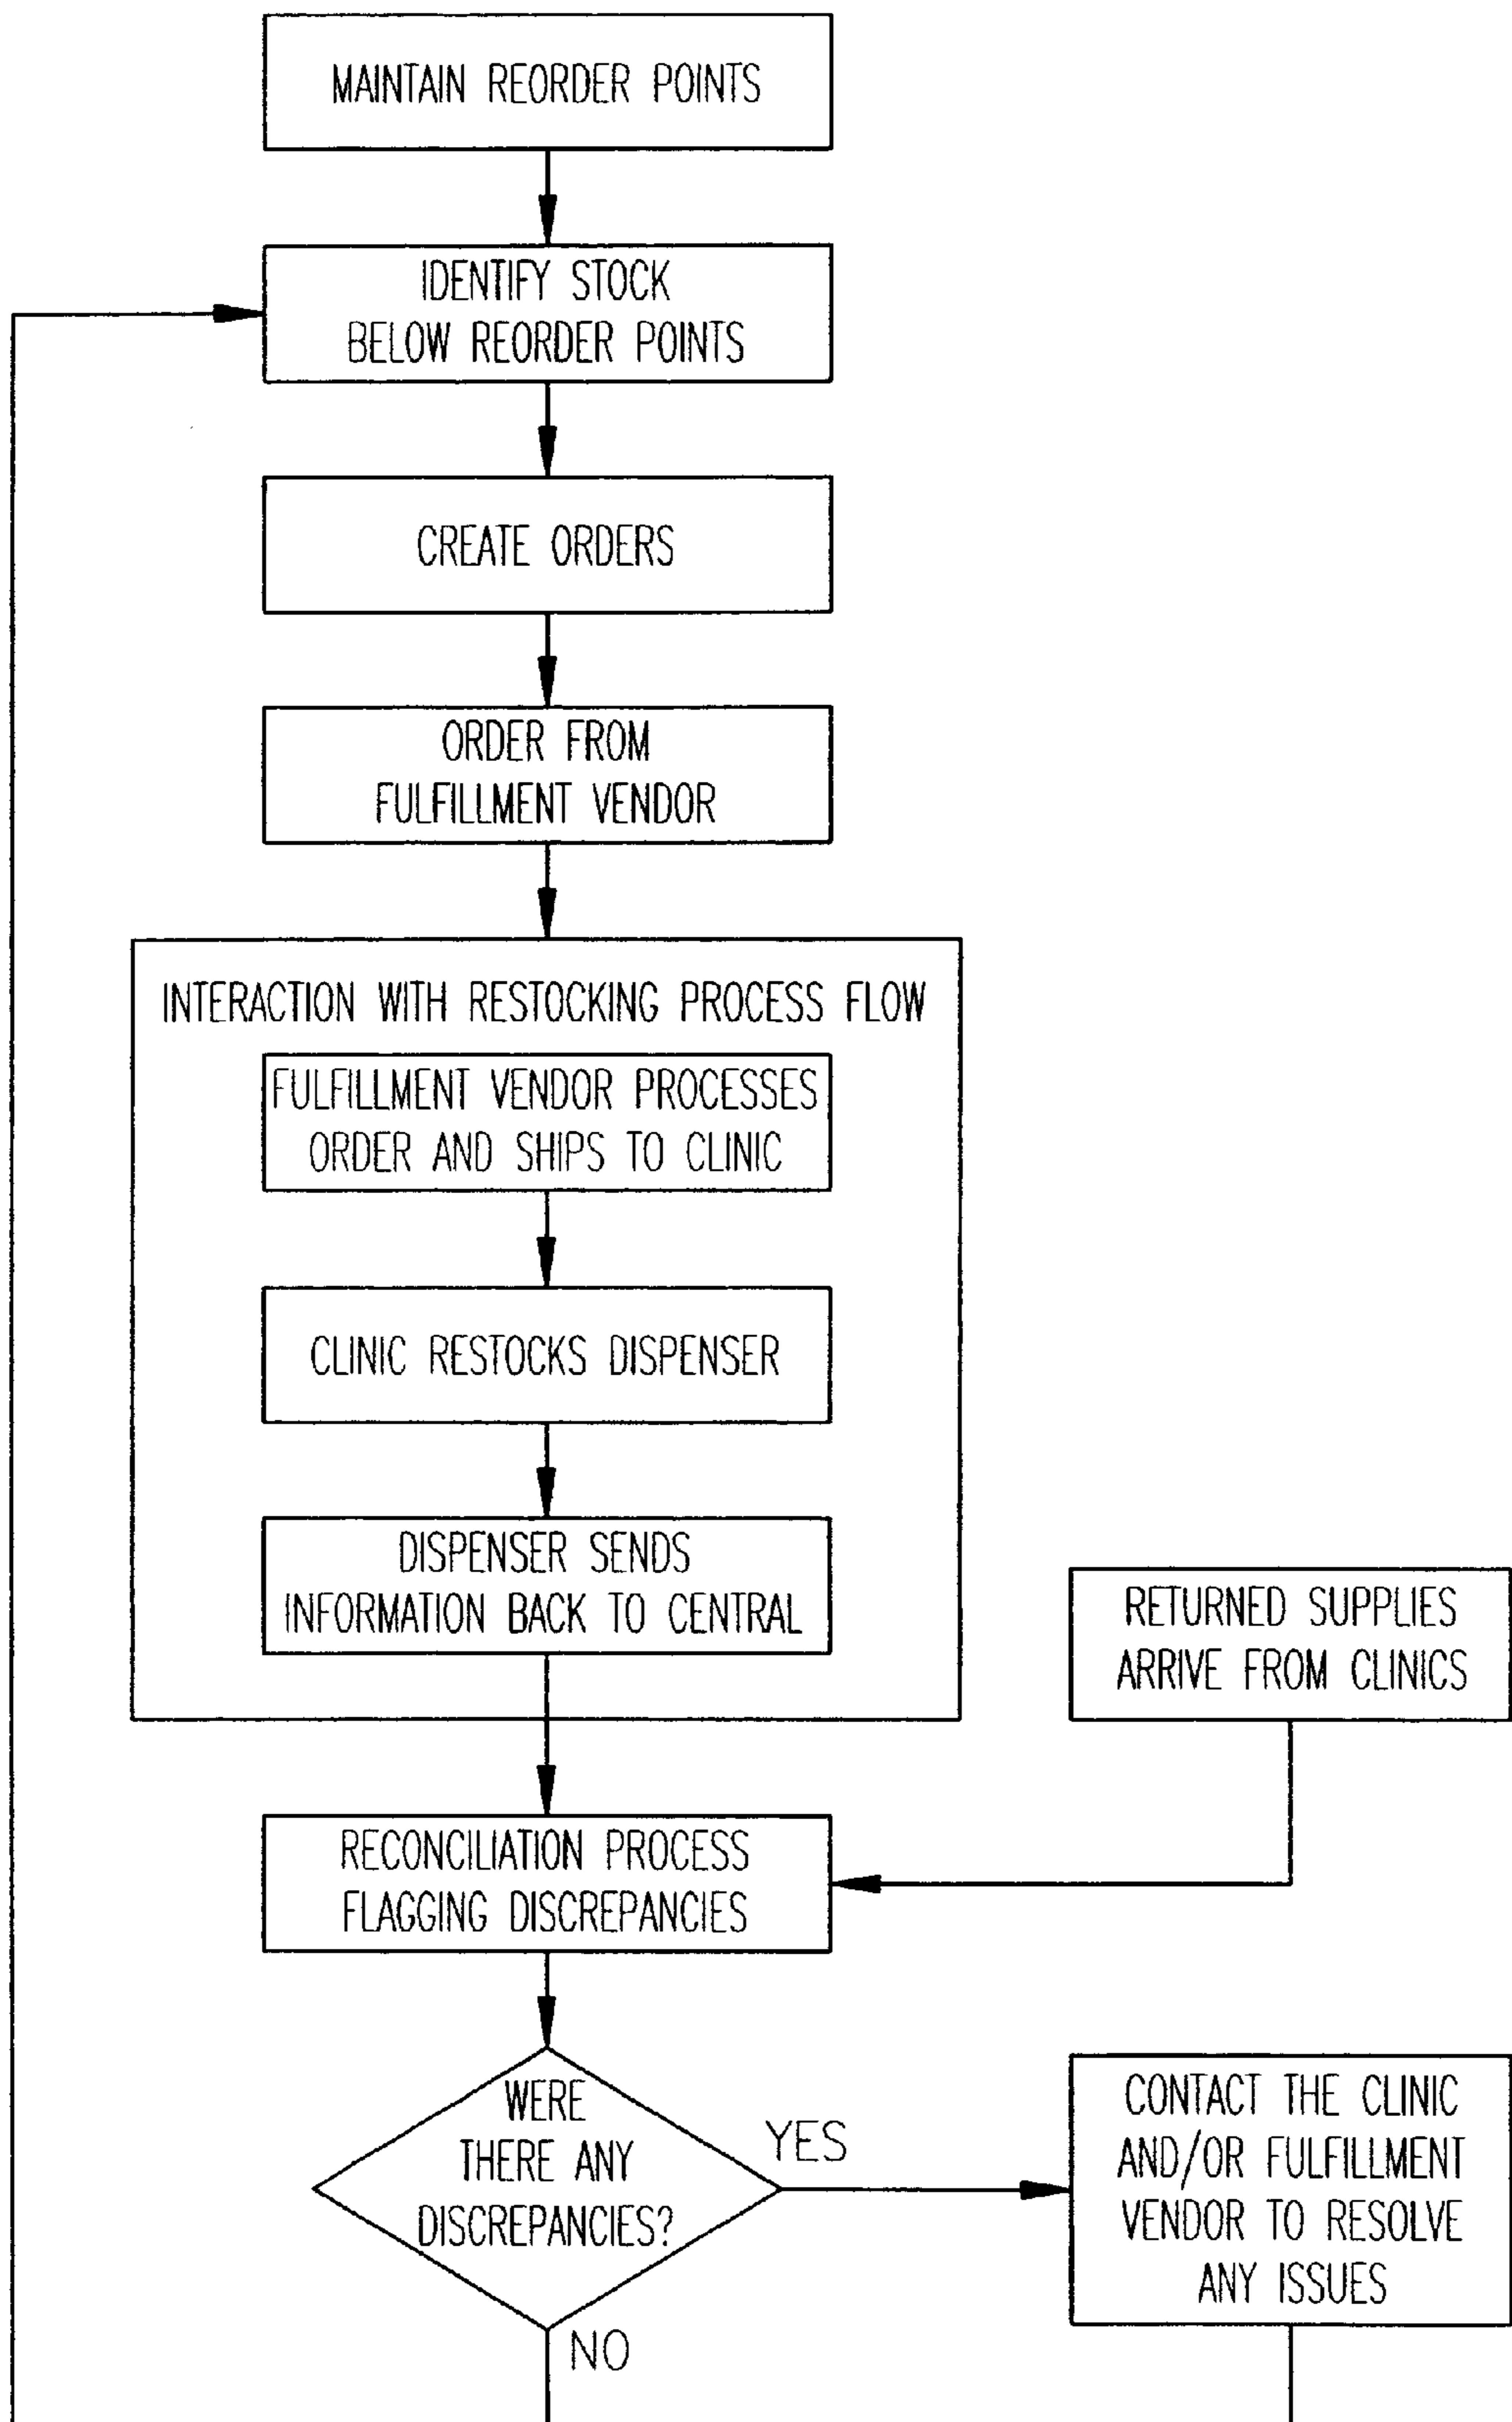 MAINTAIN REORDER POINTS
IDENTIFY STOCK
BELOW REORDER POINTS
CREATE ORDERS
ORDER FROM
FULFILLMENT VENDOR
INTERACTION WITH RESTOCKING PROCESS FLOW
FULFILLMENT VENDOR PROCESSES
ORDER AND SHIPS TO CLINIC
CLINIC RESTOCKS DISPENSER
DISPENSER SENDS
INFORMATION BACK TO CENTRAL
RETURNED SUPPLIES
ARRIVE FROM CLINICS
RECONCILIATION PROCESS
FLAGGING DISCREPANCIES
WERE
THERE ANY
DISCREPANCIES?
YES
CONTACT THE CLINIC
AND/OR FULFILLMENT
VENDOR TO RESOLVE
ANY ISSUES
NO